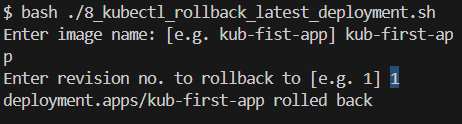 $ bash ./8_kubectl_rollback_latest_deployment.sh
Enter image name: [e.g. kub-fist-app] kub-first-ap
p
Enter revision no. to rollback to [e.g. 1] 1
deployment.apps/kub-first-app rolled back